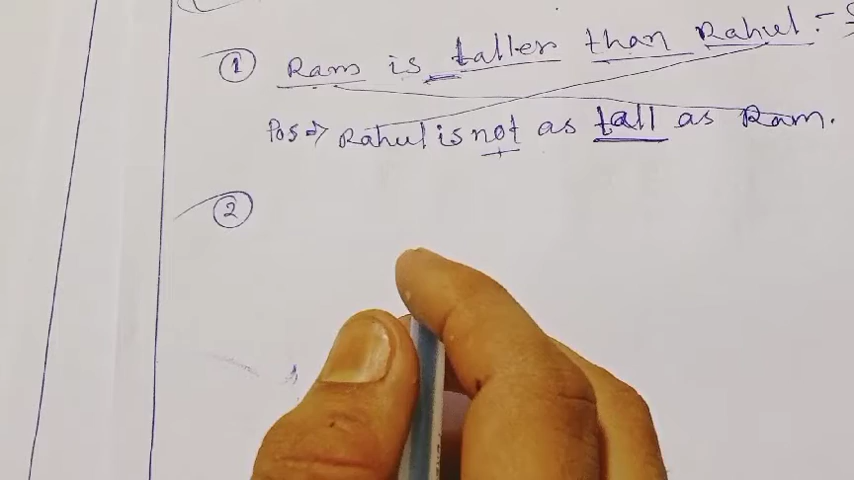 ① Ram is taller than Rahul :-
Pos ⇒ Rahul is not as tall as Ram.
②